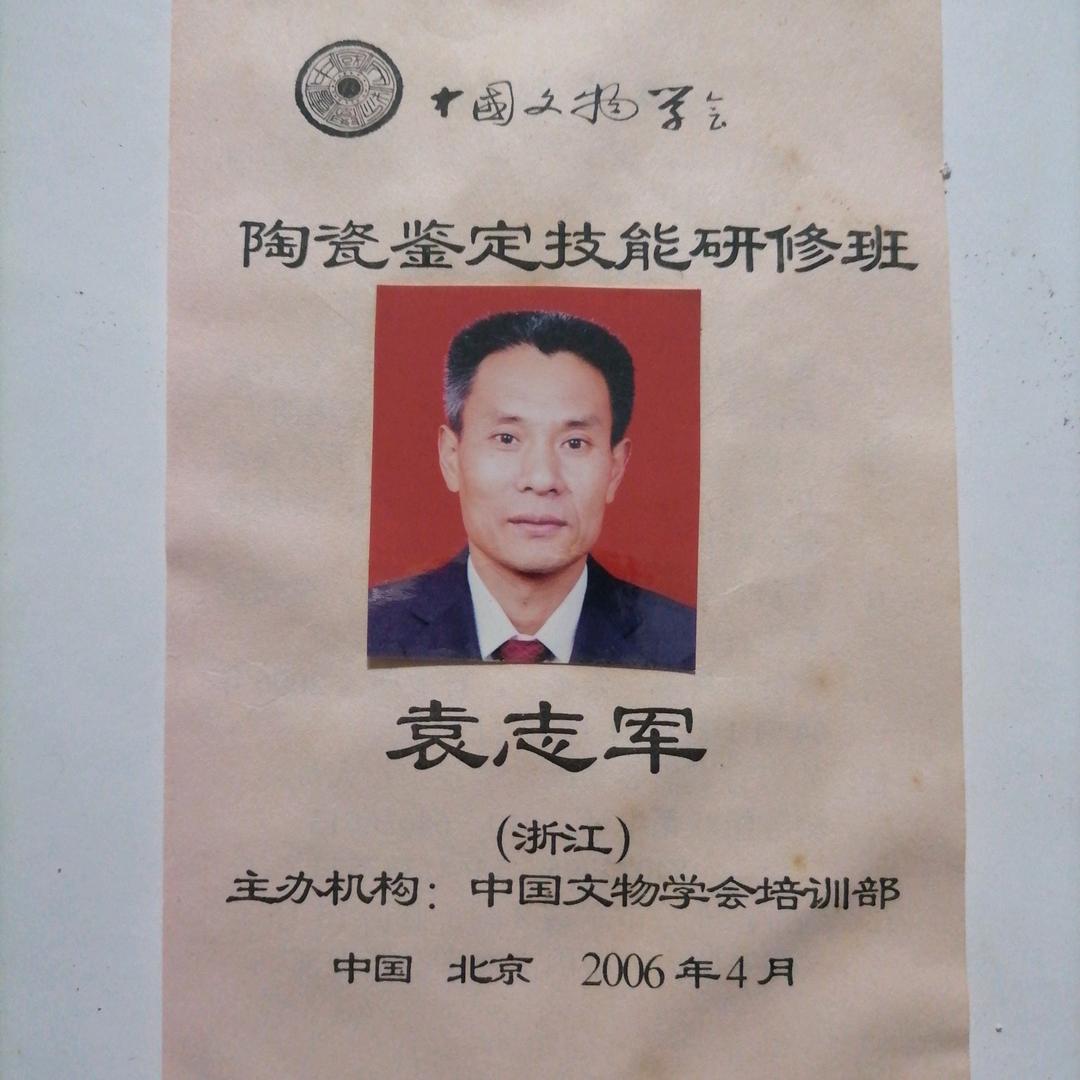 中國文物学会
陶瓷鉴定技能研修班
袁志军
(浙江)
主办机构：中国文物学会培训部
中国 北京 2006年4月